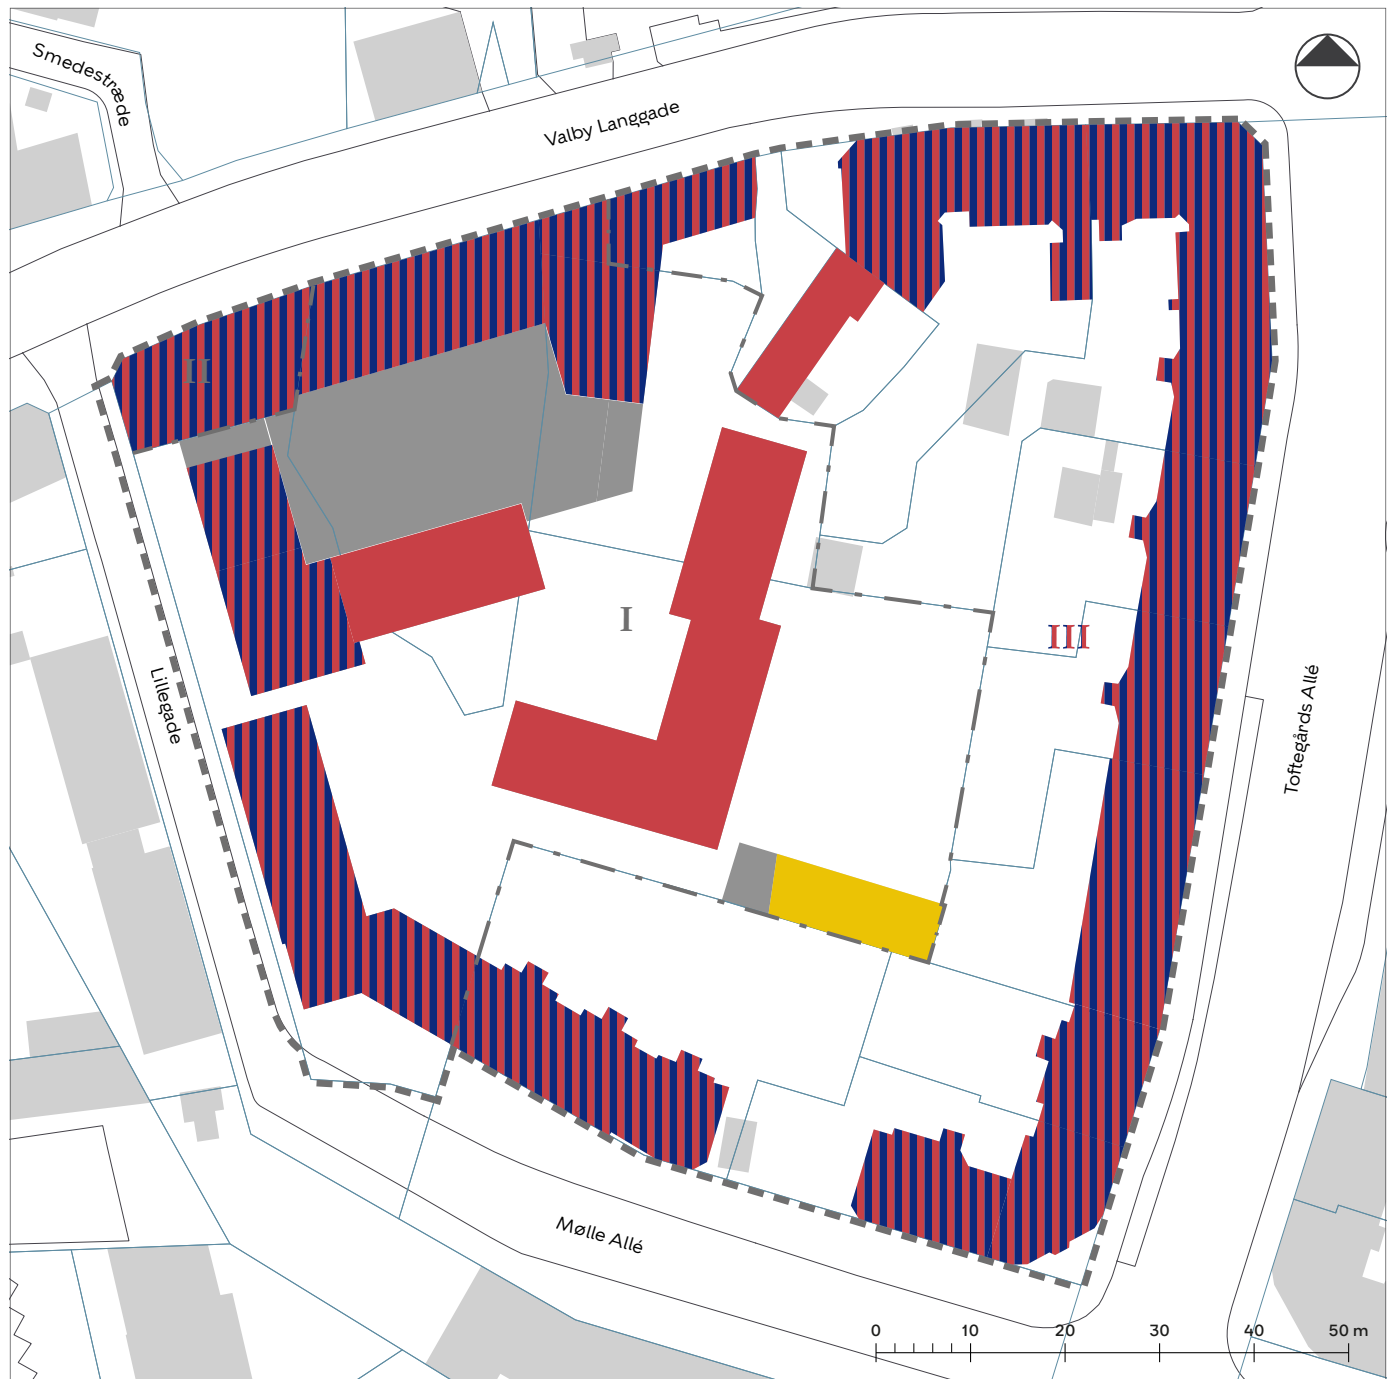 Smedestræde
Valby Langgade
II
I
III
Lillegade
Toftegårds Allé
Mølle Allé
0 10 20 30 40 50 m